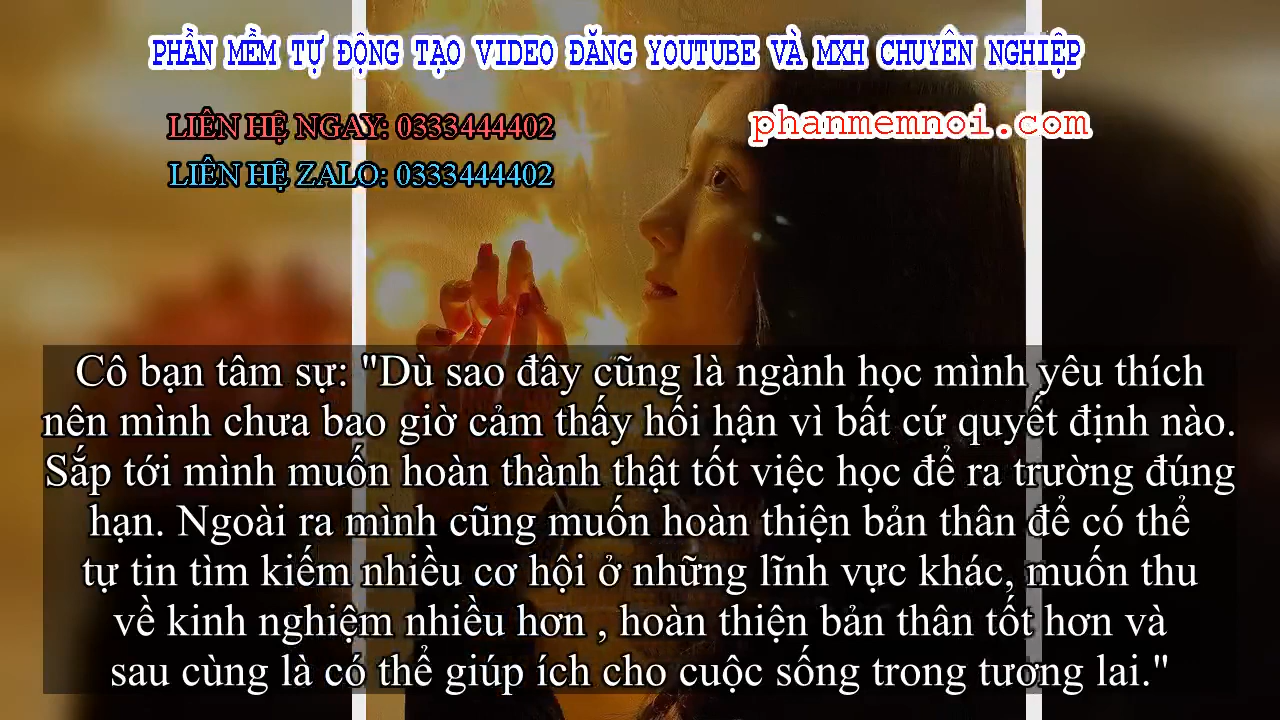 PHẦN MỀM TỰ ĐỘNG TẠO VIDEO ĐĂNG YOUTUBE VÀ MXH CHUYÊN NGHIỆP
LIÊN HỆ NGAY: 0333444402
phanmemnoi.com
LIÊN HỆ ZALO: 0333444402
Cô bạn tâm sự: "Dù sao đây cũng là ngành học mình yêu thích
nên mình chưa bao giờ cảm thấy hối hận vì bất cứ quyết định nào.
Sắp tới mình muốn hoàn thành thật tốt việc học để ra trường đúng
hạn. Ngoài ra mình cũng muốn hoàn thiện bản thân để có thể
tự tin tìm kiếm nhiều cơ hội ở những lĩnh vực khác, muốn thu
về kinh nghiệm nhiều hơn , hoàn thiện bản thân tốt hơn và
sau cùng là có thể giúp ích cho cuộc sống trong tương lai."